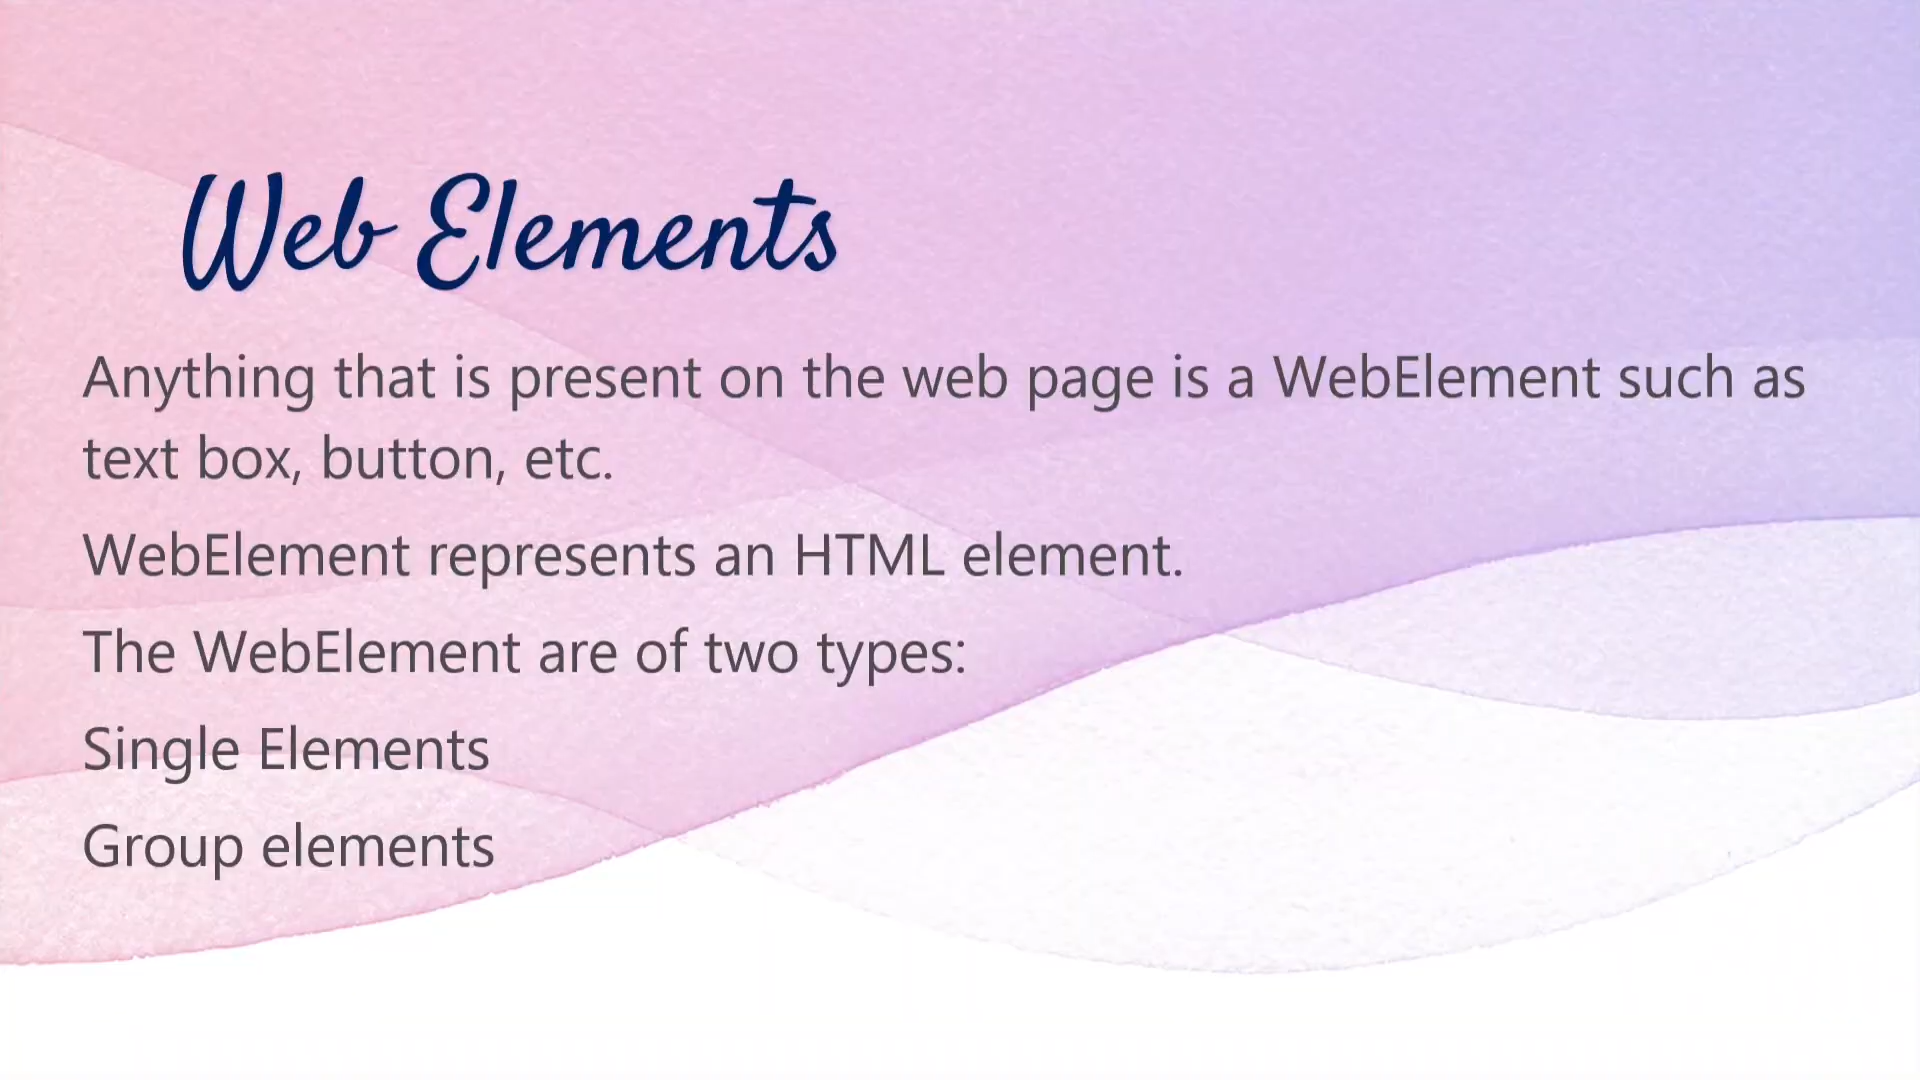 Web Elements
Anything that is present on the web page is a WebElement such as
text box, button, etc.
WebElement represents an HTML element.
The WebElement are of two types:
Single Elements
Group elements